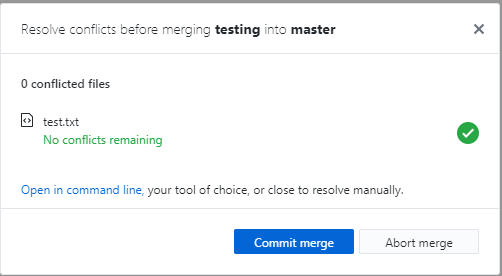 Resolve conflicts before merging testing into master
0 conflicted files
test.txt
No conflicts remaining
Open in command line, your tool of choice, or close to resolve manually.
Commit merge
Abort merge